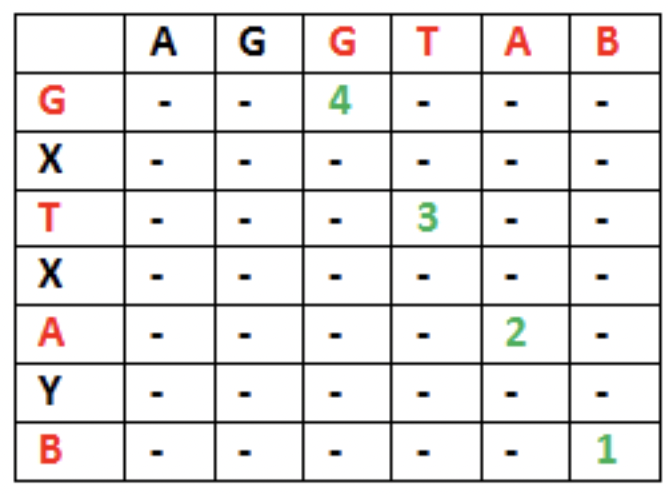 A G G T A B
G - - 4 - - -
X - - - - - -
T - - - 3 - -
X - - - - - -
A - - - - 2 -
Y - - - - - -
B - - - - - 1